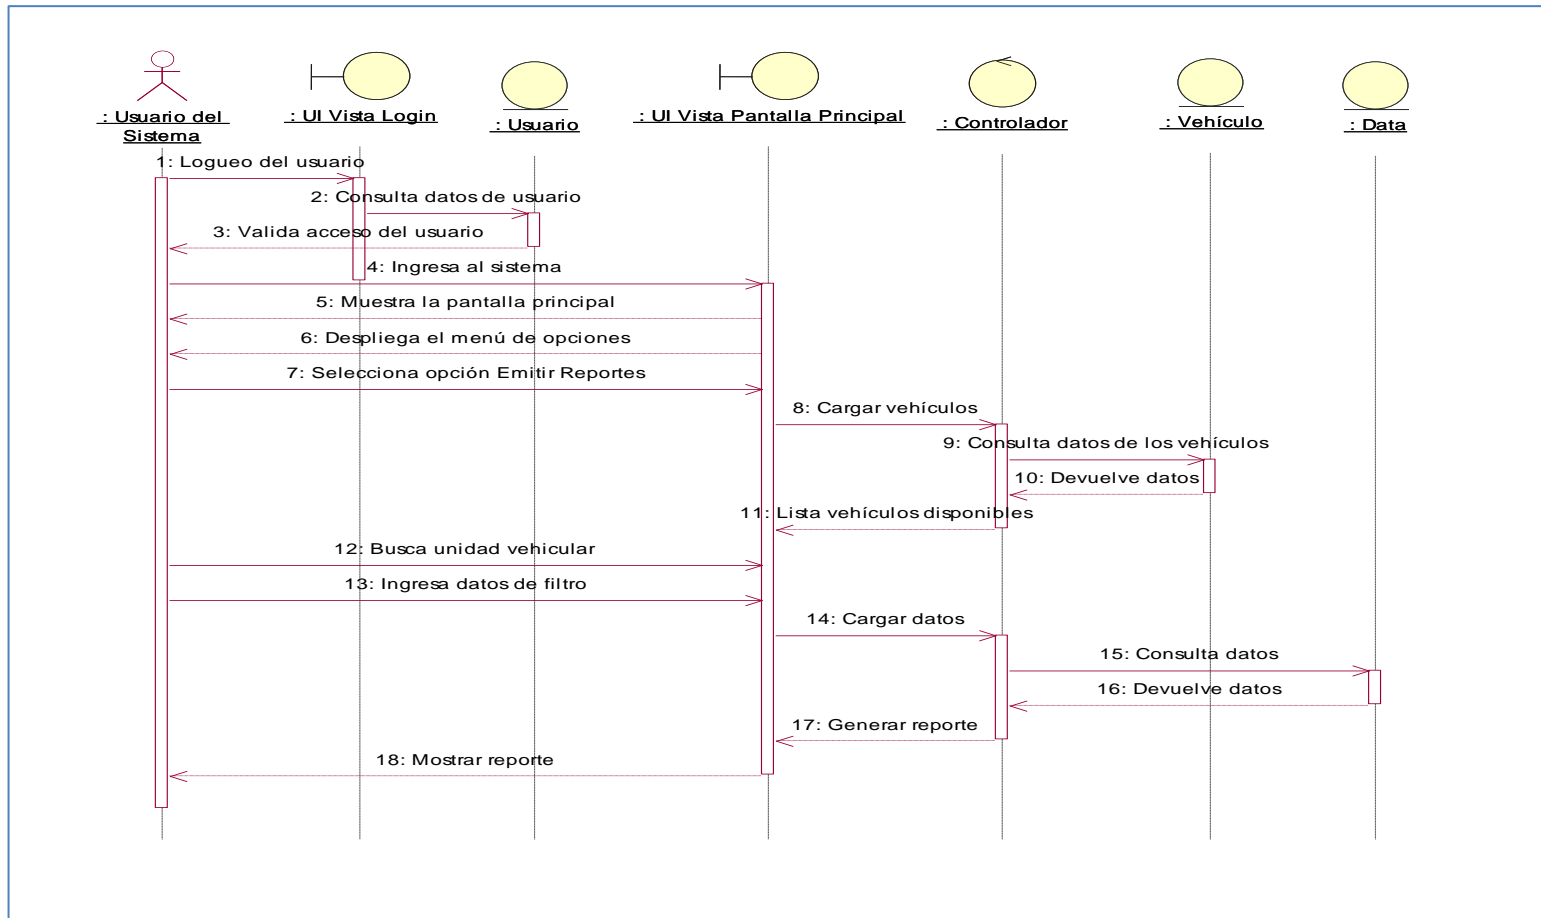 : Usuario del
Sistema
: UI Vista Login
: Usuario
: UI Vista Pantalla Principal
: Controlador
: Vehículo
: Data
1: Logueo del usuario
2: Consulta datos de usuario
3: Valida acceso del usuario
4: Ingresa al sistema
5: Muestra la pantalla principal
6: Despliega el menú de opciones
7: Selecciona opción Emitir Reportes
8: Cargar vehículos
9: Consulta datos de los vehículos
10: Devuelve datos
11: Lista vehículos disponibles
12: Busca unidad vehicular
13: Ingresa datos de filtro
14: Cargar datos
15: Consulta datos
16: Devuelve datos
17: Generar reporte
18: Mostrar reporte